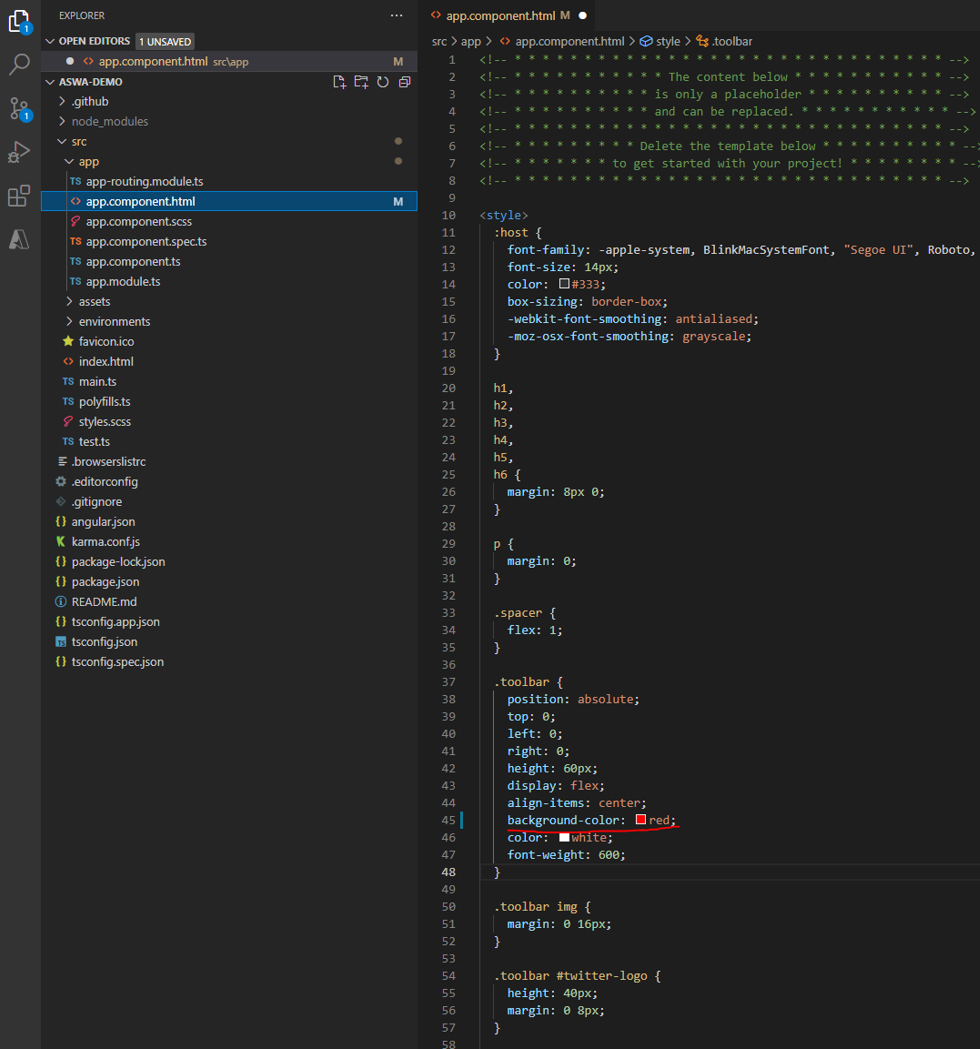 EXPLORER
···
OPEN EDITORS 1 UNSAVED
● <> app.component.html src\app M
ASWA-DEMO
.github
node_modules
src
app
TS app-routing.module.ts
<> app.component.html M
app.component.scss
TS app.component.spec.ts
TS app.component.ts
TS app.module.ts
assets
environments
favicon.ico
<> index.html
TS main.ts
TS polyfills.ts
styles.scss
TS test.ts
.browserslistrc
.editorconfig
.gitignore
{} angular.json
karma.conf.js
{} package-lock.json
{} package.json
README.md
{} tsconfig.app.json
TS tsconfig.json
{} tsconfig.spec.json
1
1
<> app.component.html M ●
src > app > <> app.component.html > style > .toolbar
1 <!-- * * * * * * * * * * * * * * * * * * * * * * * * * * * * * * * -->
2 <!-- * * * * * * * * * * * The content below * * * * * * * * * * * -->
3 <!-- * * * * * * * * * * is only a placeholder * * * * * * * * * * -->
4 <!-- * * * * * * * * * * and can be replaced. * * * * * * * * * * * -->
5 <!-- * * * * * * * * * * * * * * * * * * * * * * * * * * * * * * * -->
6 <!-- * * * * * * * * * Delete the template below * * * * * * * * * * --
7 <!-- * * * * * * * to get started with your project! * * * * * * * * --
8 <!-- * * * * * * * * * * * * * * * * * * * * * * * * * * * * * * * -->
9
10 <style>
11 :host {
12 font-family: -apple-system, BlinkMacSystemFont, "Segoe UI", Roboto,
13 font-size: 14px;
14 color: #333;
15 box-sizing: border-box;
16 -webkit-font-smoothing: antialiased;
17 -moz-osx-font-smoothing: grayscale;
18 }
19
20 h1,
21 h2,
22 h3,
23 h4,
24 h5,
25 h6 {
26 margin: 8px 0;
27 }
28
29 p {
30 margin: 0;
31 }
32
33 .spacer {
34 flex: 1;
35 }
36
37 .toolbar {
38 position: absolute;
39 top: 0;
40 left: 0;
41 right: 0;
42 height: 60px;
43 display: flex;
44 align-items: center;
45 background-color: red;
46 color: white;
47 font-weight: 600;
48 }
49
50 .toolbar img {
51 margin: 0 16px;
52 }
53
54 .toolbar #twitter-logo {
55 height: 40px;
56 margin: 0 8px;
57 }
58